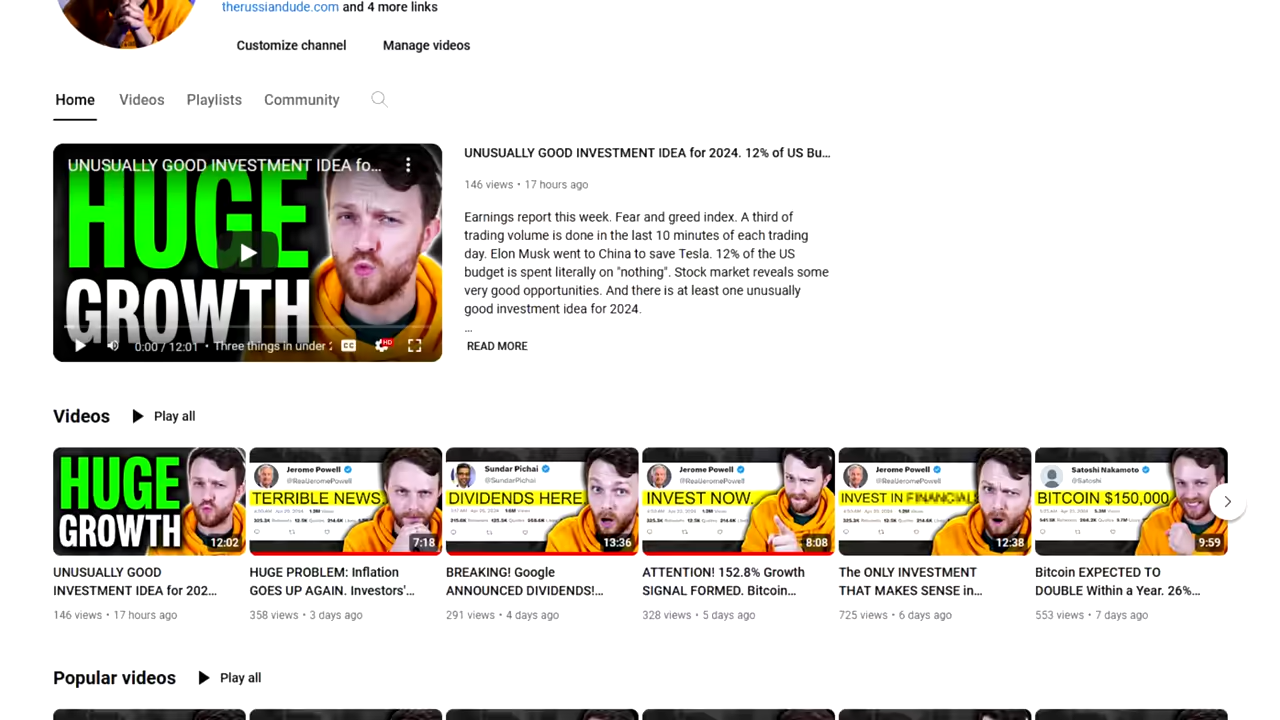 therussiandude.com and 4 more links
Customize channel
Manage videos
Home
Videos
Playlists
Community
UNUSUALLY GOOD INVESTMENT IDEA fo...
HUGE
GROWTH
0:00 / 12:01 • Three things in under
UNUSUALLY GOOD INVESTMENT IDEA for 2024. 12% of US Bu...
146 views • 17 hours ago
Earnings report this week. Fear and greed index. A third of
trading volume is done in the last 10 minutes of each trading
day. Elon Musk went to China to save Tesla. 12% of the US
budget is spent literally on "nothing". Stock market reveals some
very good opportunities. And there is at least one unusually
good investment idea for 2024.
...
READ MORE
Videos
Play all
HUGE
GROWTH
12:02
Jerome Powell
@RealJeromePowell
TERRIBLE NEWS.
7:18
Sundar Pichai
@SundarPichai
DIVIDENDS HERE.
13:36
Jerome Powell
@RealJeromePowell
INVEST NOW.
8:08
Jerome Powell
@RealJeromePowell
INVEST IN FINANCIALS
12:38
Satoshi Nakamoto
@Satoshi
BITCOIN $150,000
9:59
UNUSUALLY GOOD
INVESTMENT IDEA for 202...
146 views • 17 hours ago
HUGE PROBLEM: Inflation
GOES UP AGAIN. Investors'...
358 views • 3 days ago
BREAKING! Google
ANNOUNCED DIVIDENDS!...
291 views • 4 days ago
ATTENTION! 152.8% Growth
SIGNAL FORMED. Bitcoin...
328 views • 5 days ago
The ONLY INVESTMENT
THAT MAKES SENSE in...
725 views • 6 days ago
Bitcoin EXPECTED TO
DOUBLE Within a Year. 26%...
553 views • 7 days ago
Popular videos
Play all